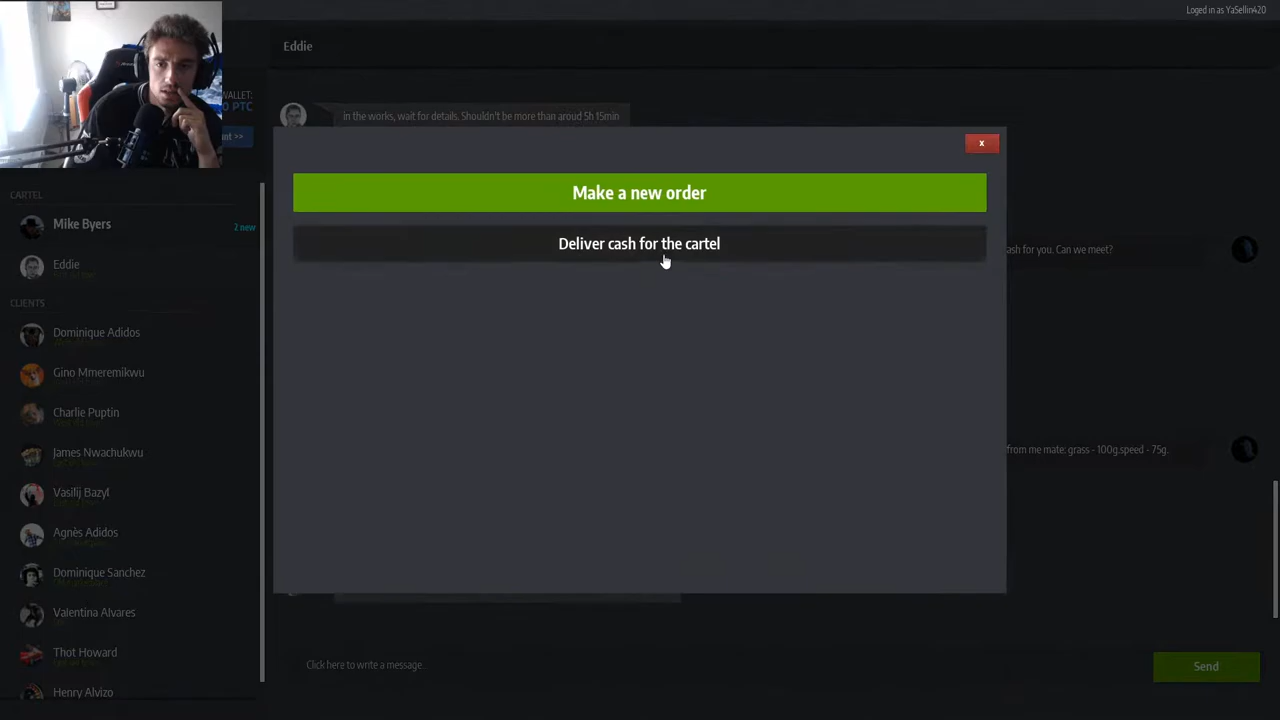 Loged in as YaSellin420
Eddie
WALLET:
0 PTC
nt >>
in the works, wait for details. Shouldn't be more than aroud 5h 15min
x
Make a new order
Deliver cash for the cartel
CARTEL
Mike Byers
2 new
Eddie
ash for you. Can we meet?
CLIENTS
Dominique Adidos
Gino Mmeremikwu
Charlie Puptin
James Nwachukwu
from me mate: grass - 100g.speed - 75g.
Vasilij Bazyl
Agnès Adidos
Dominique Sanchez
Valentina Alvares
Thot Howard
Henry Alvizo
Click here to write a message...
Send